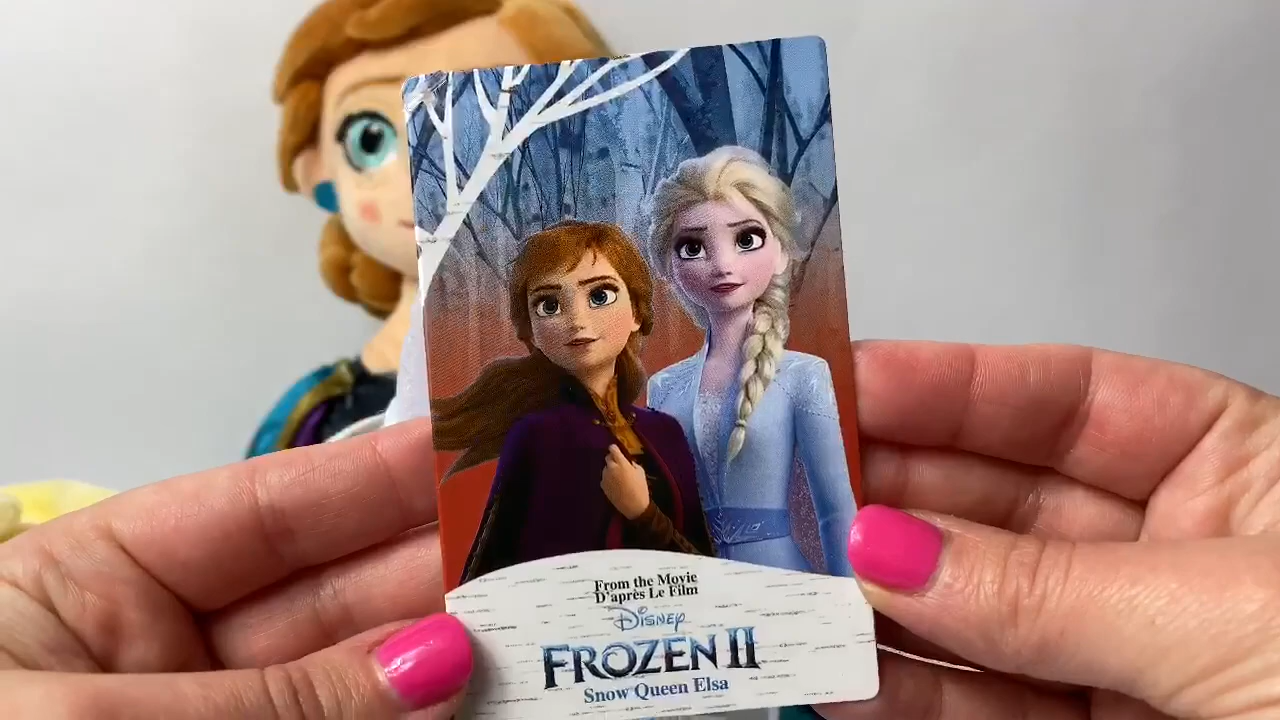 From the Movie
D'après Le Film
Disney
FROZEN II
Snow Queen Elsa